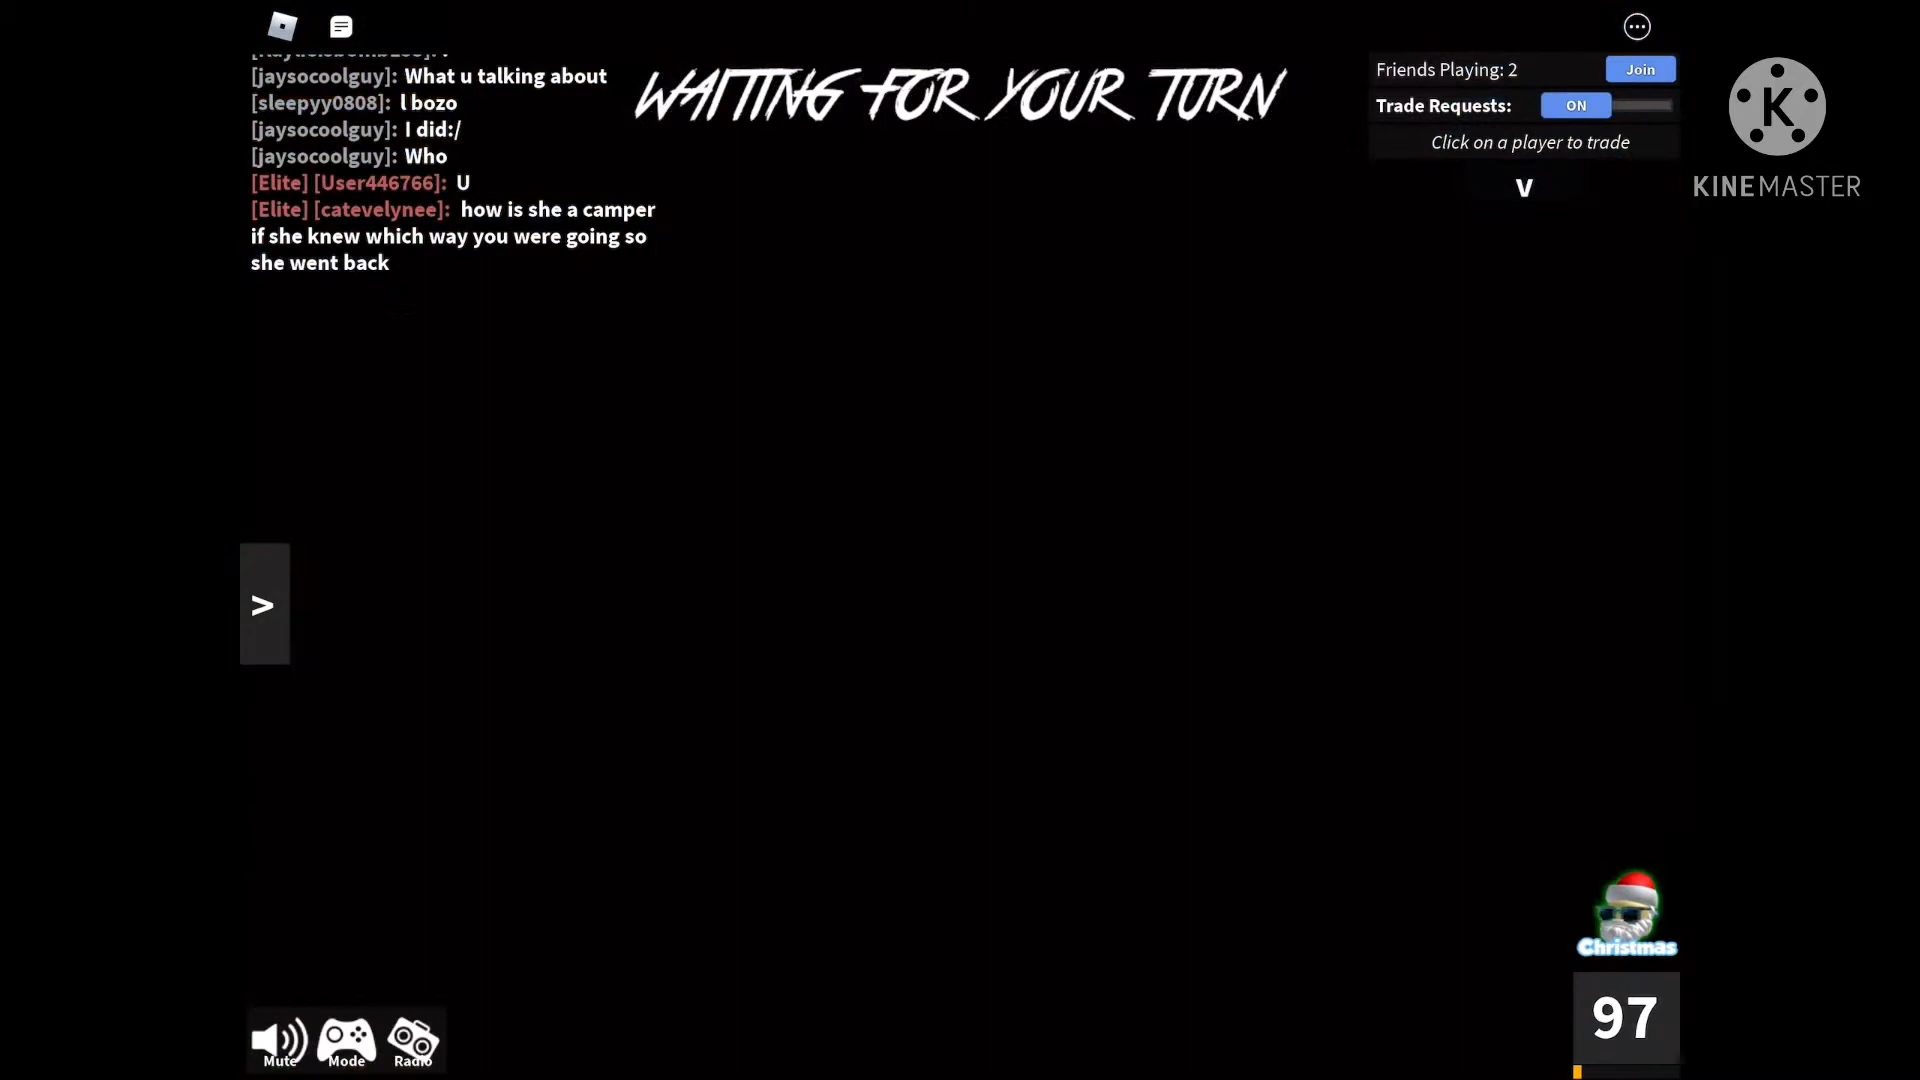 [jaysocoolguy]: What u talking about
[sleepyy0808]: l bozo
[jaysocoolguy]: I did:/
[jaysocoolguy]: Who
[Elite] [User446766]: U
[Elite] [catevelynee]: how is she a camper
if she knew which way you were going so
she went back
WAITING FOR YOUR TURN
Friends Playing: 2
Join
Trade Requests:
ON
Click on a player to trade
V
K
KINEMASTER
>
Christmas
97
Mute
Mode
Radio